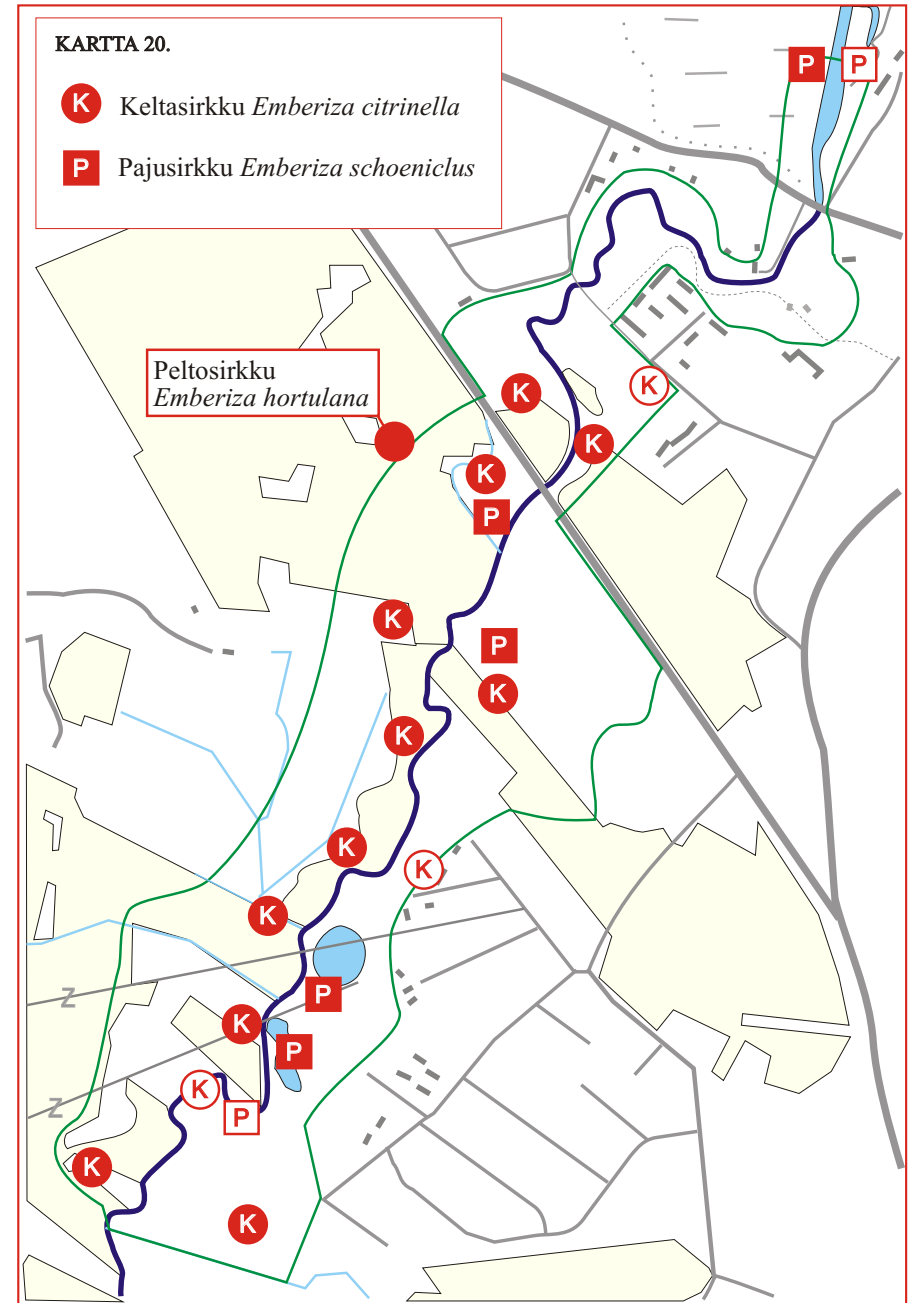 KARTTA 20.
K Keltasirkku Emberiza citrinella
P Pajusirkku Emberiza schoeniclus
P P
Peltosirkku
Emberiza hortulana
K
K
K
K
P
K
P
K
K
K
K
K
P
Z
K
P
K
Z
P
K
K